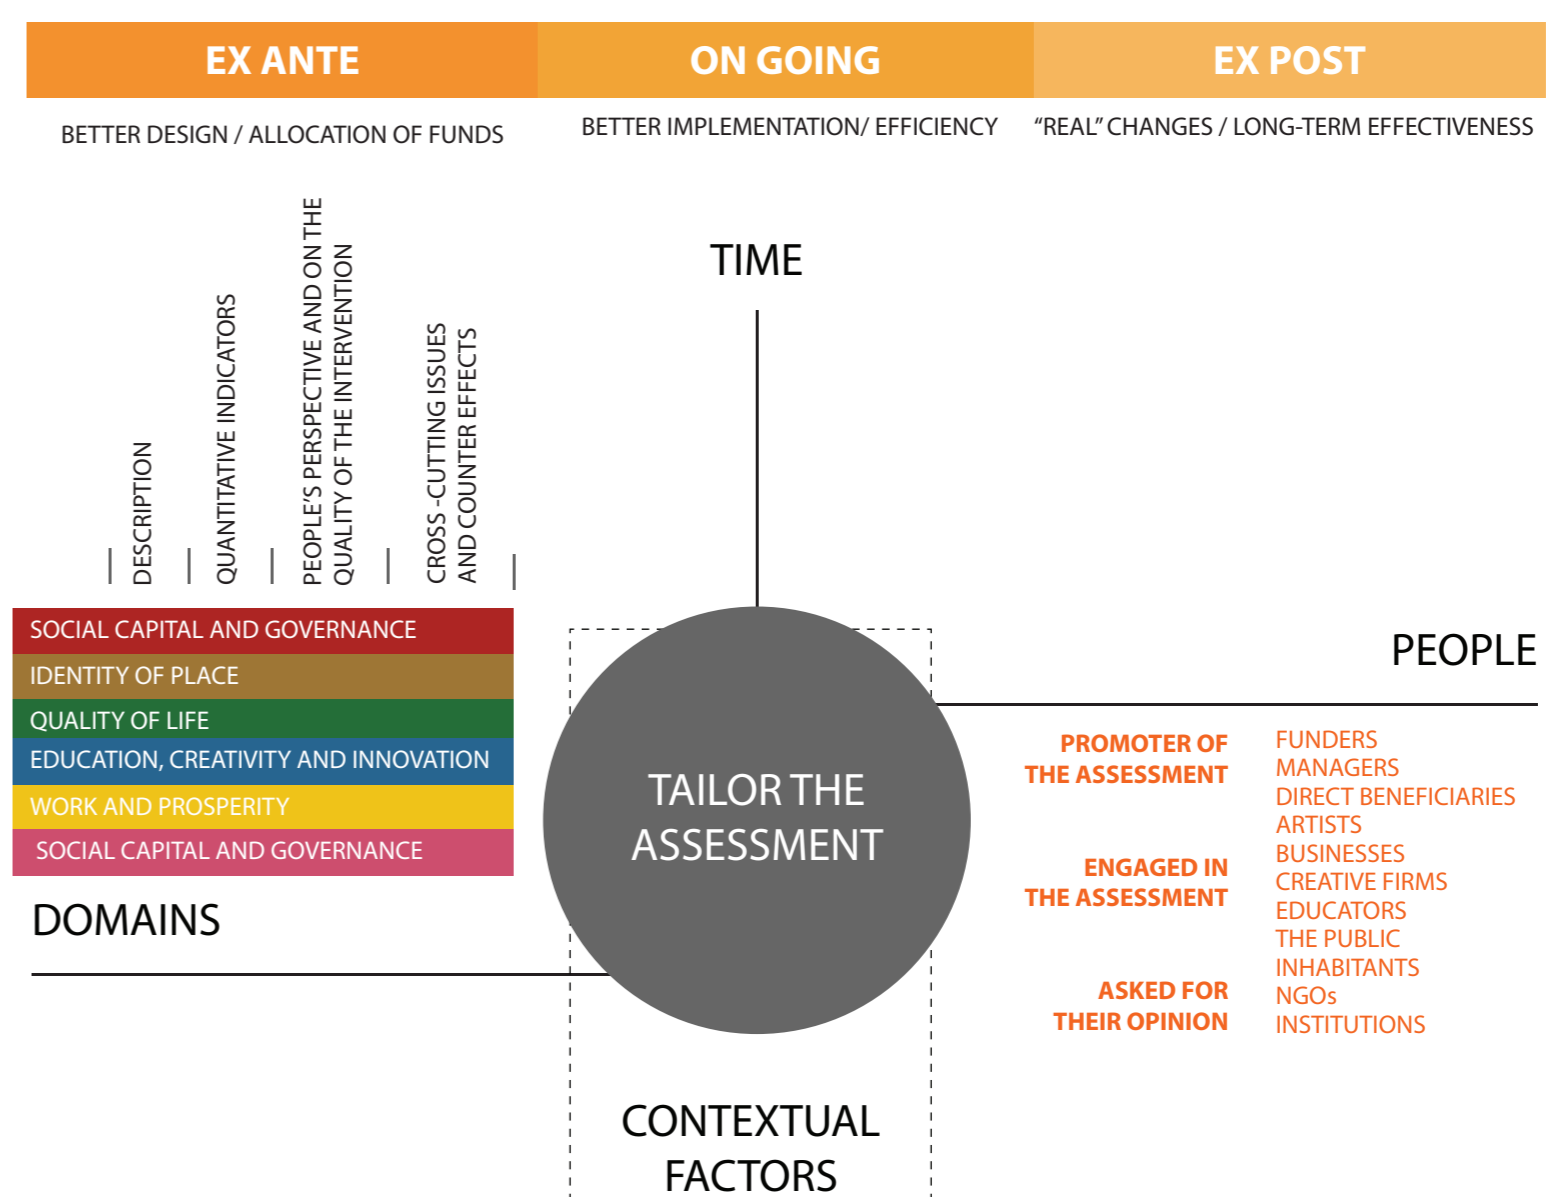 EX ANTE
ON GOING
EX POST
BETTER DESIGN / ALLOCATION OF FUNDS
BETTER IMPLEMENTATION/ EFFICIENCY
“REAL” CHANGES / LONG-TERM EFFECTIVENESS
TIME
DESCRIPTION
QUANTITATIVE INDICATORS
PEOPLE’S PERSPECTIVE AND ON THE
QUALITY OF THE INTERVENTION
CROSS -CUTTING ISSUES
AND COUNTER EFFECTS
SOCIAL CAPITAL AND GOVERNANCE
IDENTITY OF PLACE
QUALITY OF LIFE
EDUCATION, CREATIVITY AND INNOVATION
WORK AND PROSPERITY
SOCIAL CAPITAL AND GOVERNANCE
DOMAINS
TAILOR THE
ASSESSMENT
PEOPLE
PROMOTER OF
THE ASSESSMENT
ENGAGED IN
THE ASSESSMENT
ASKED FOR
THEIR OPINION
FUNDERS
MANAGERS
DIRECT BENEFICIARIES
ARTISTS
BUSINESSES
CREATIVE FIRMS
EDUCATORS
THE PUBLIC
INHABITANTS
NGOs
INSTITUTIONS
CONTEXTUAL
FACTORS